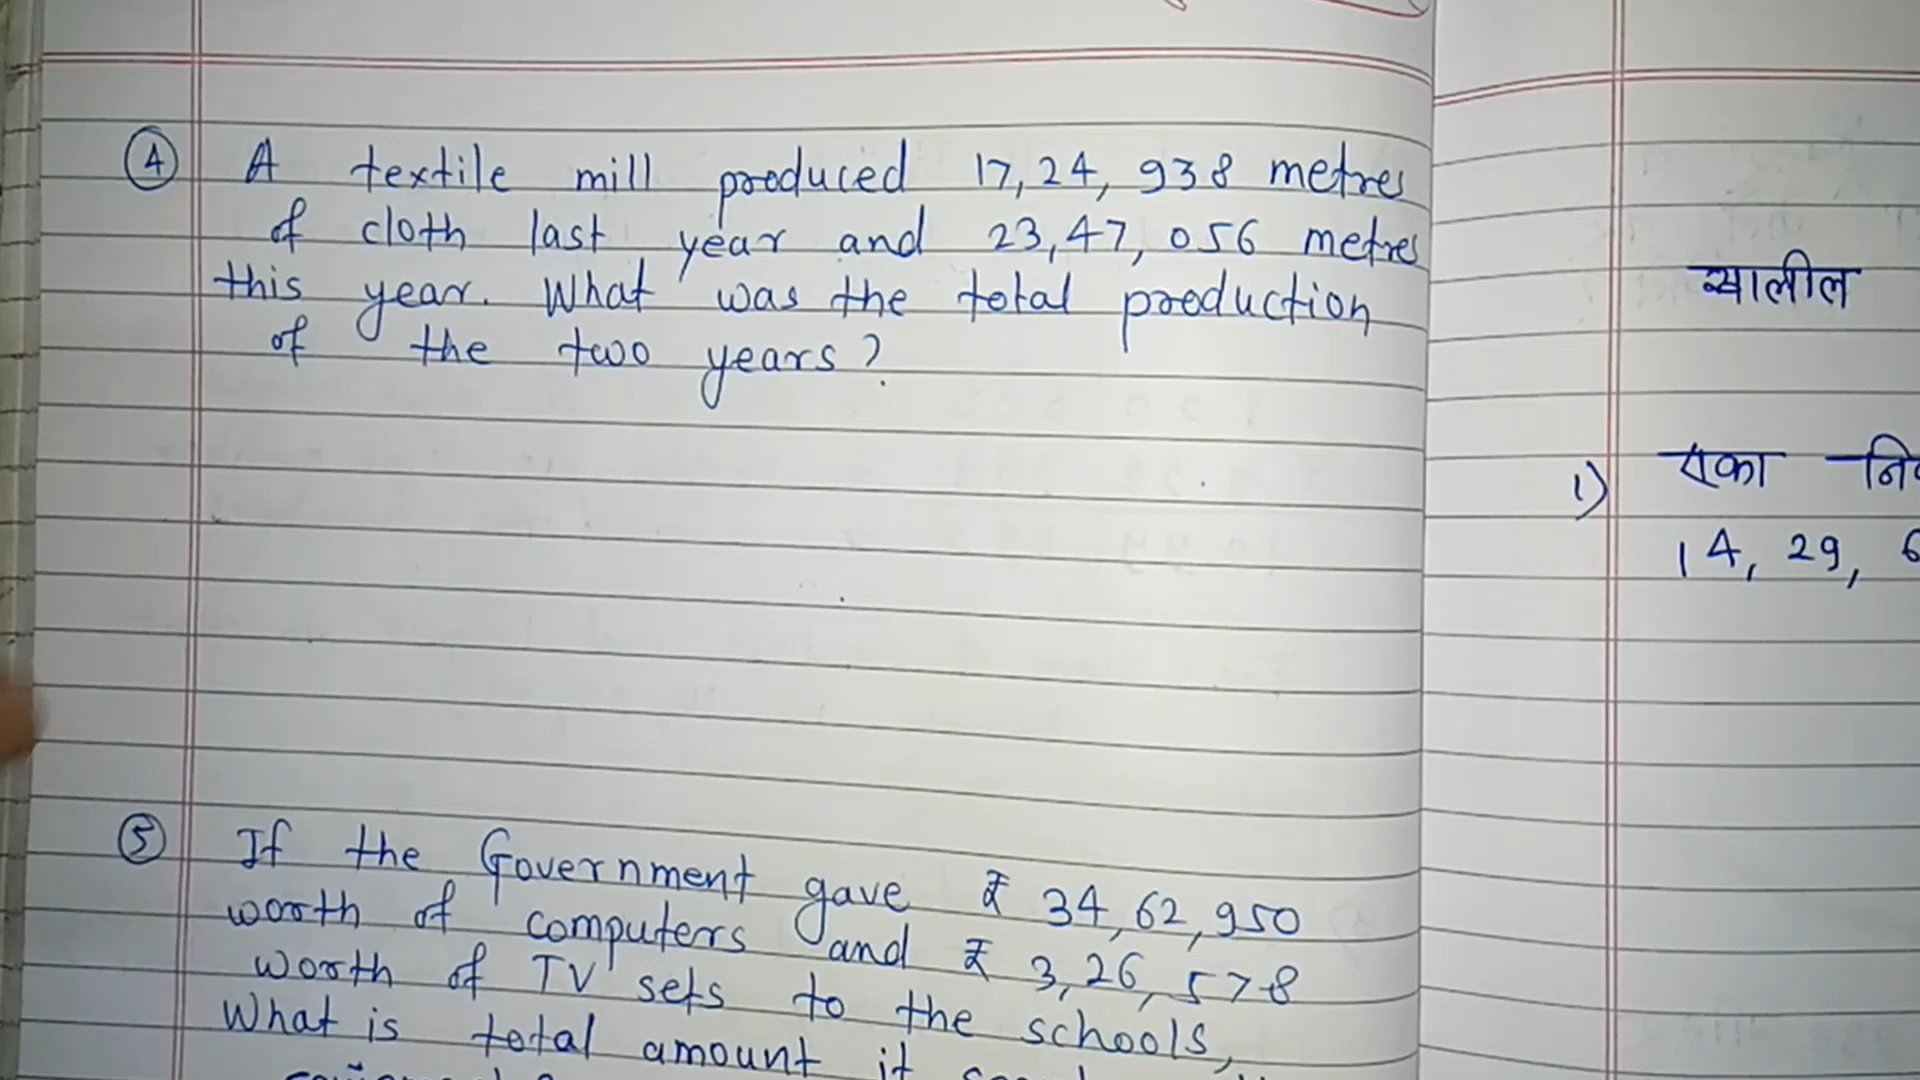 ④ A textile mill produced 17,24,938 metres
of cloth last year and 23,47,056 metres
this year. What was the total production
of the two years?
⑤ If the Government gave ₹ 34,62,950
worth of computers and ₹ 3,26,578
worth of TV sets to the schools,
What is total amount it
व्यालील
1) एका
14, 29,